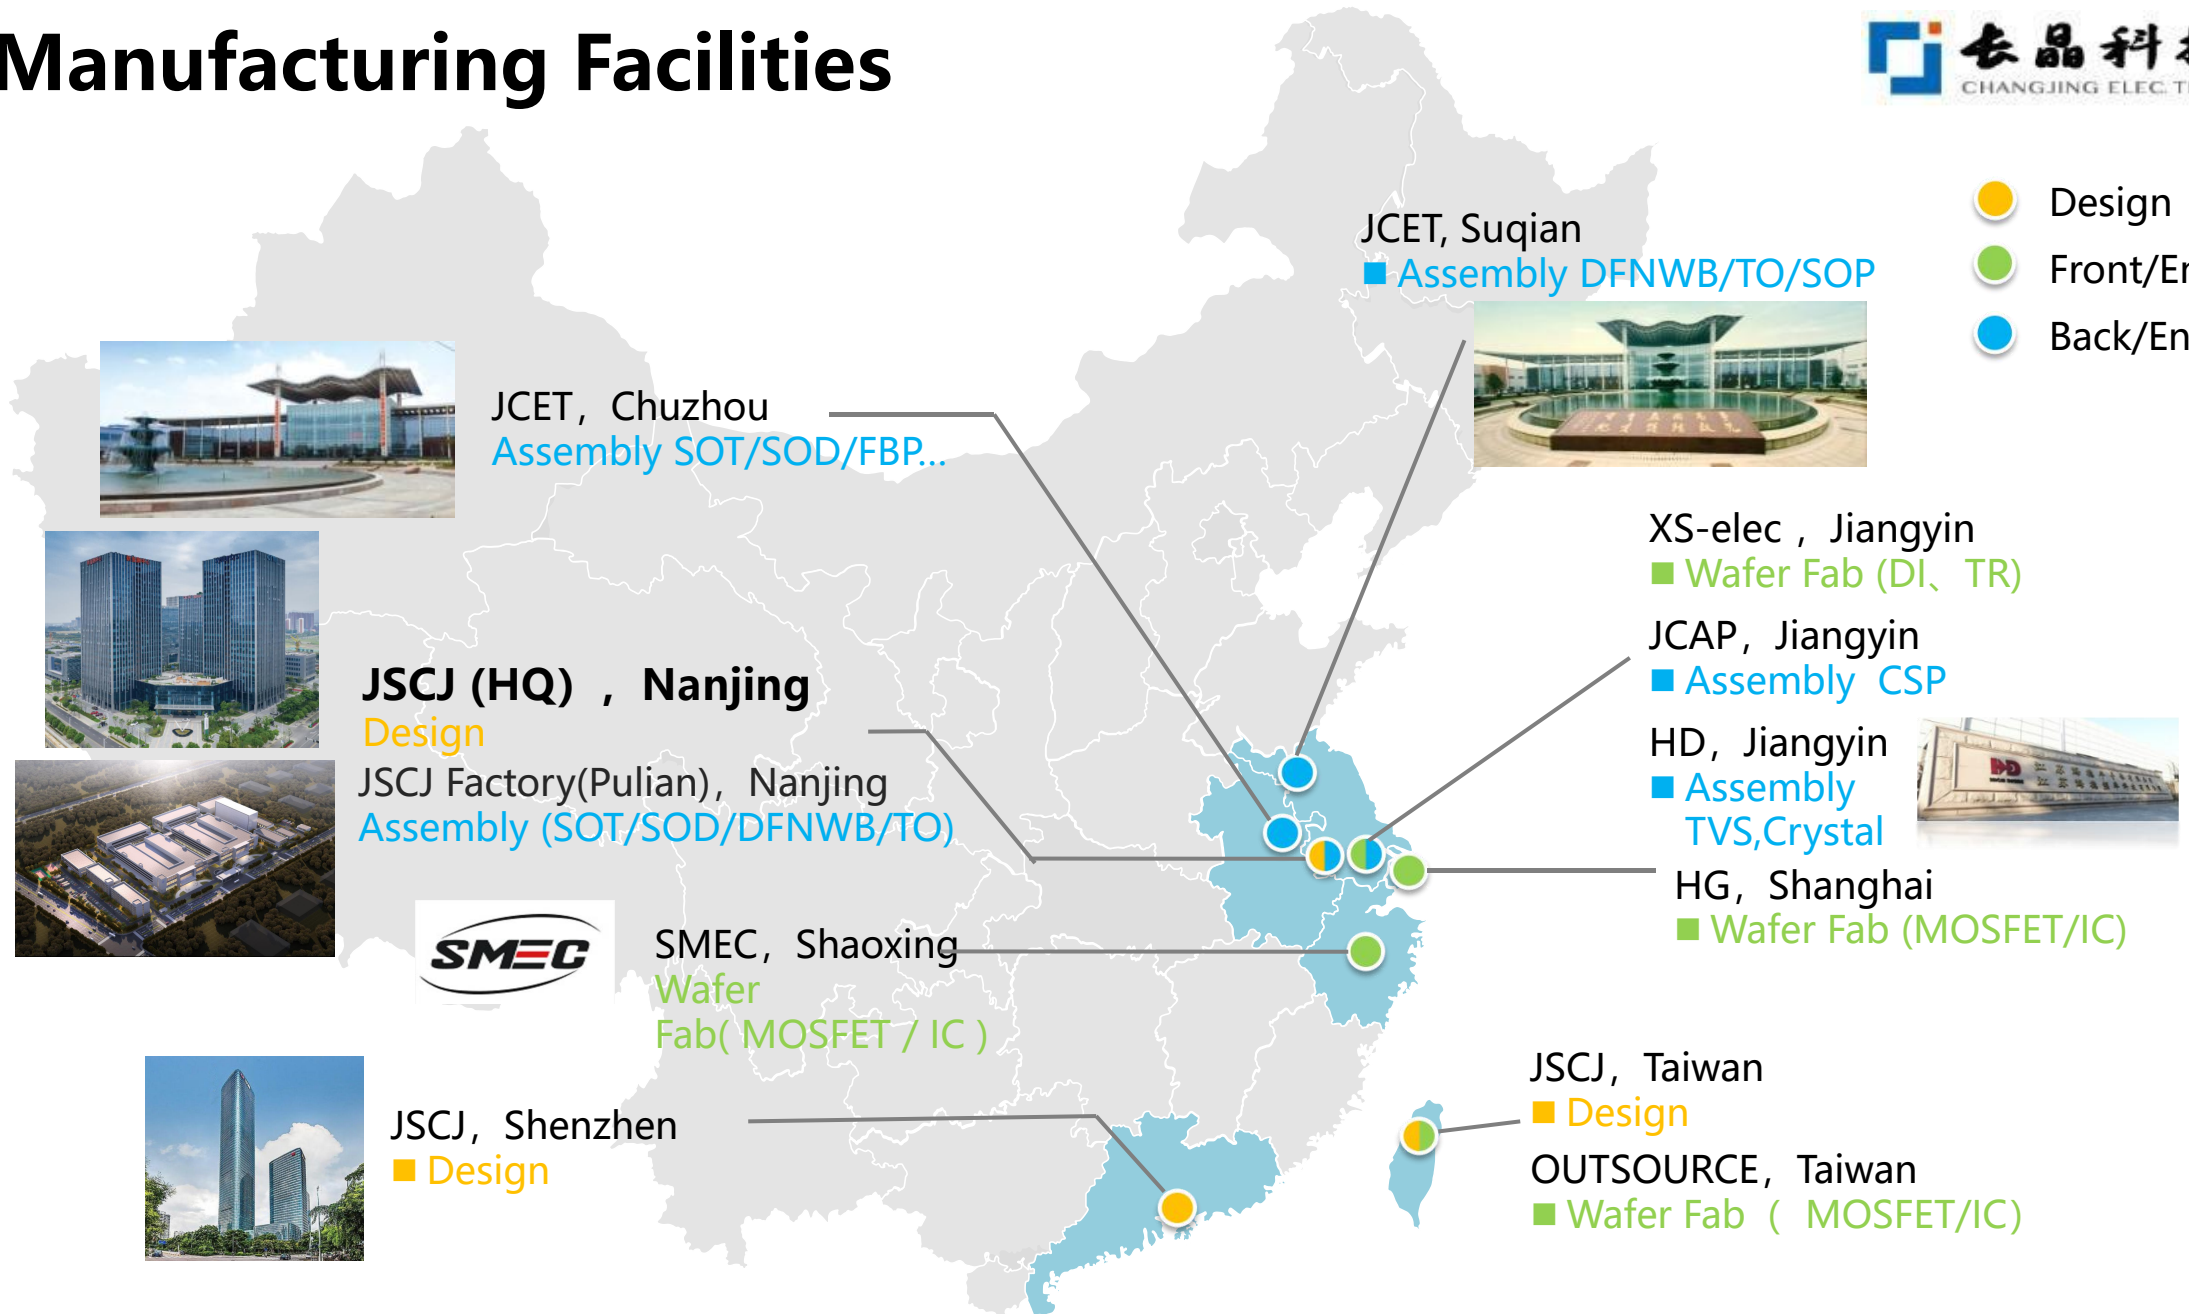 Manufacturing Facilities
长晶科
CHANGJING ELEC. T
Design
Front/En
Back/En
JCET, Suqian
■ Assembly DFNWB/TO/SOP
JCET，Chuzhou
Assembly SOT/SOD/FBP...
XS-elec ，Jiangyin
■ Wafer Fab (DI、TR)
JCAP，Jiangyin
■ Assembly CSP
HD，Jiangyin
■ Assembly
TVS,Crystal
HG，Shanghai
■ Wafer Fab (MOSFET/IC)
JSCJ (HQ) ，Nanjing
Design
JSCJ Factory(Pulian)，Nanjing
Assembly (SOT/SOD/DFNWB/TO)
SMEC
SMEC，Shaoxing
Wafer
Fab( MOSFET / IC )
JSCJ，Shenzhen
■ Design
JSCJ，Taiwan
■ Design
OUTSOURCE，Taiwan
■ Wafer Fab ( MOSFET/IC)